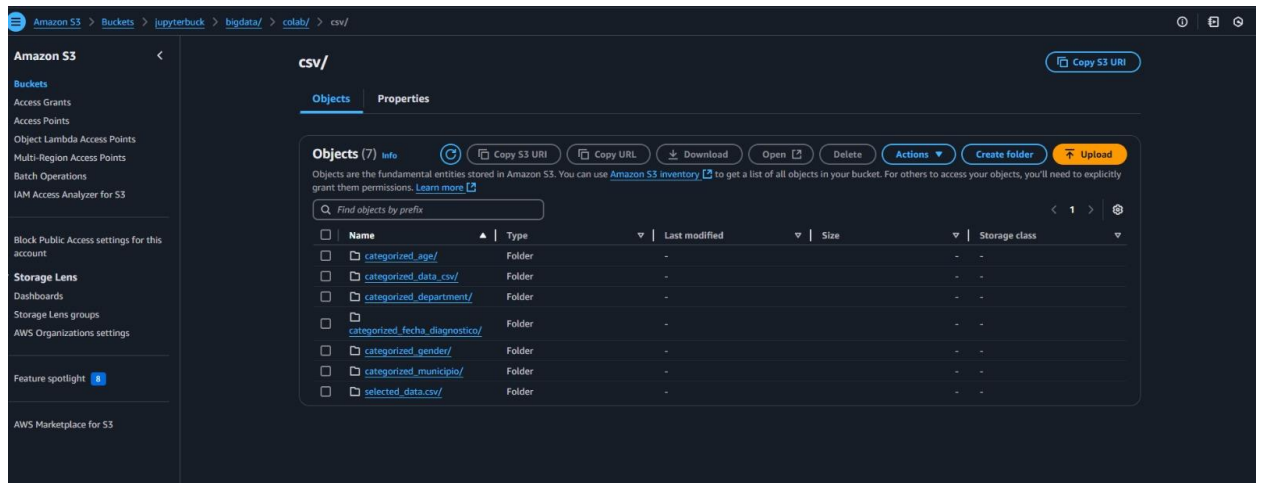 Amazon S3 > Buckets > jupyterbuck > bigdata/ > colab/ > csv/
Amazon S3
Buckets
Access Grants
Access Points
Object Lambda Access Points
Multi-Region Access Points
Batch Operations
IAM Access Analyzer for S3
Block Public Access settings for this
account
Storage Lens
Dashboards
Storage Lens groups
AWS Organizations settings
Feature spotlight 8
AWS Marketplace for S3
csv/
Copy S3 URI
Objects Properties
Objects (7) Info Copy S3 URI Copy URL Download Open Delete Actions Create folder Upload
Objects are the fundamental entities stored in Amazon S3. You can use Amazon S3 inventory to get a list of all objects in your bucket. For others to access your objects, you'll need to explicitly
grant them permissions. Learn more
Find objects by prefix
< 1 >
Name Type Last modified Size Storage class
categorized_age/ Folder - - -
categorized_data_csv/ Folder - - -
categorized_department/ Folder - - -
categorized_fecha_diagnostico/ Folder - - -
categorized_gender/ Folder - - -
categorized_municipio/ Folder - - -
selected_data.csv/ Folder - - -